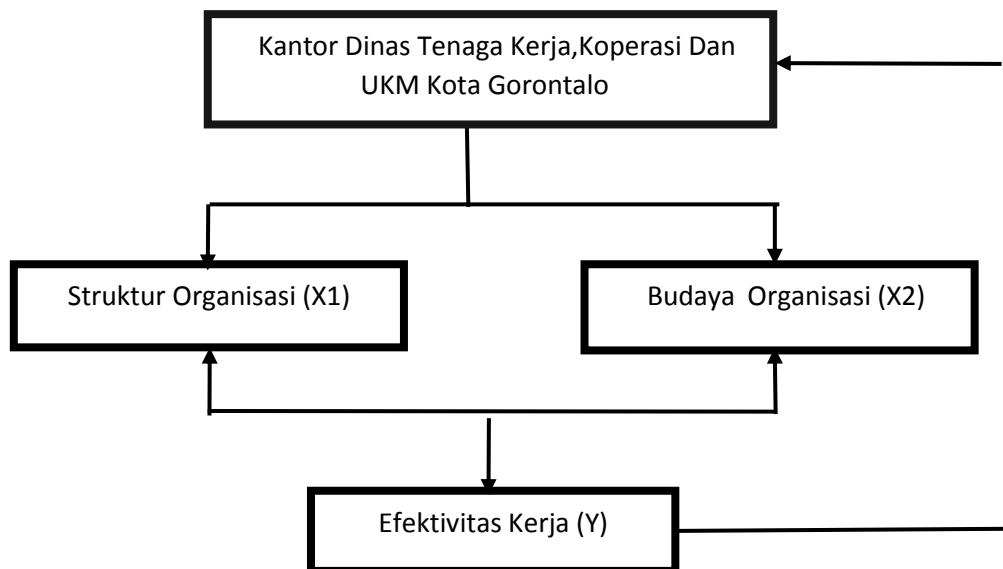 Kantor Dinas Tenaga Kerja,Koperasi Dan
UKM Kota Gorontalo
Struktur Organisasi (X1)
Budaya  Organisasi (X2)
Efektivitas Kerja (Y)